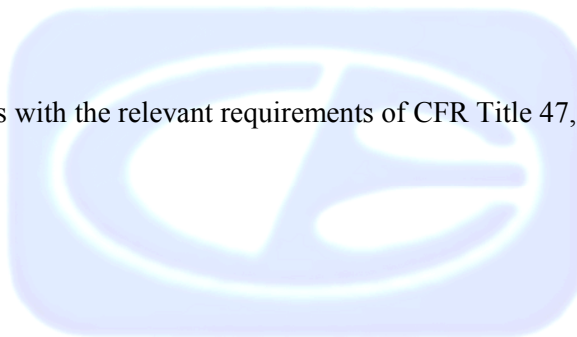 s with the relevant requirements of CFR Title 47,